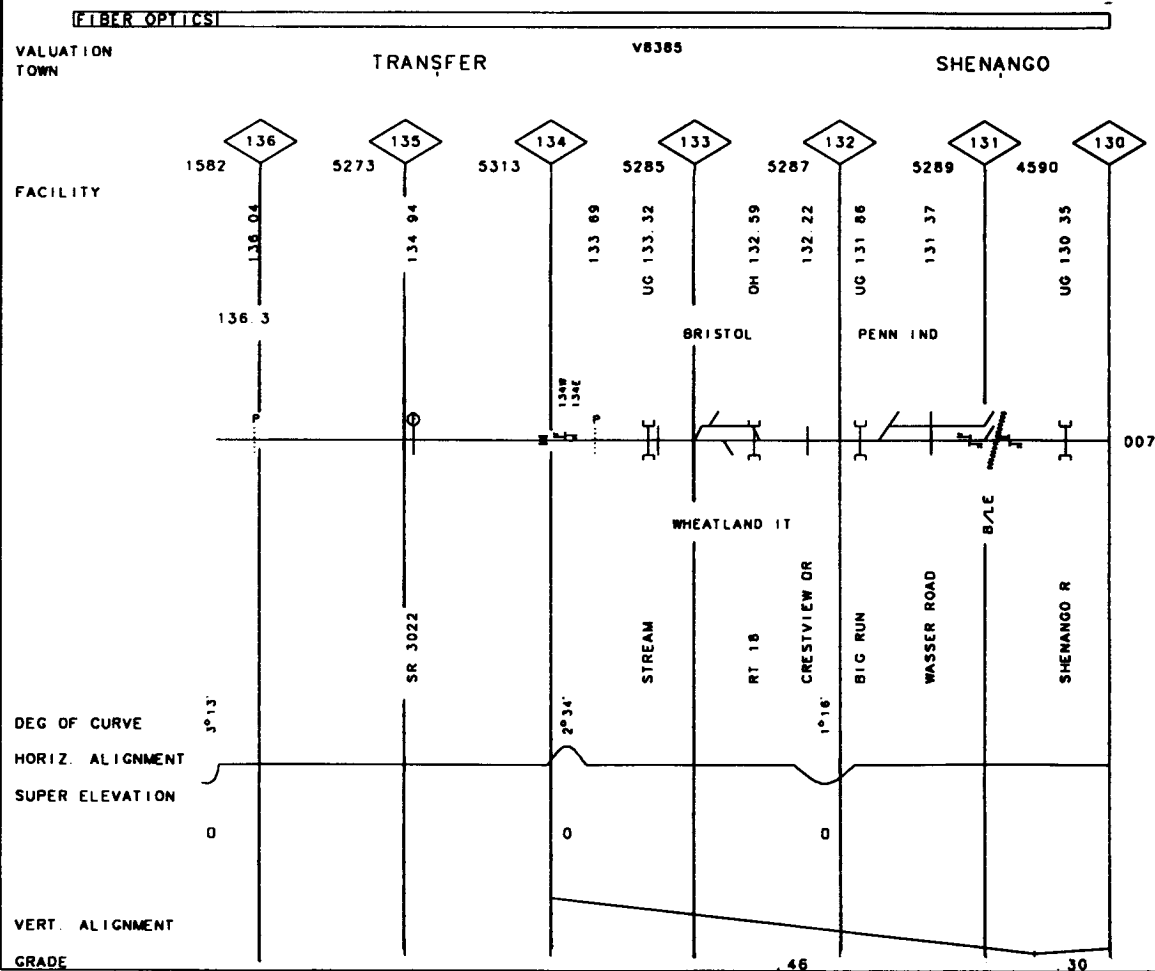 FIBER OPTICS
VALUATION V8385
TOWN TRANSFER SHENANGO
136 135 134 133 132 131 130
1582 5273 5313 5285 5287 5289 4590
FACILITY
136 04
134 94
133 69
UG 133.32
OH 132.59
132.22
UG 131 86
131 37
UG 130 35
136.3
BRISTOL PENN IND
134W
134E
P P
007
WHEATLAND IT
B/LE
SR 3022
STREAM
RT 18
CRESTVIEW DR
BIG RUN
WASSER ROAD
SHENANGO R
DEG OF CURVE 3°13' 2°34' 1°16'
HORIZ. ALIGNMENT
SUPER ELEVATION
0 0 0
VERT. ALIGNMENT
GRADE .46 .30